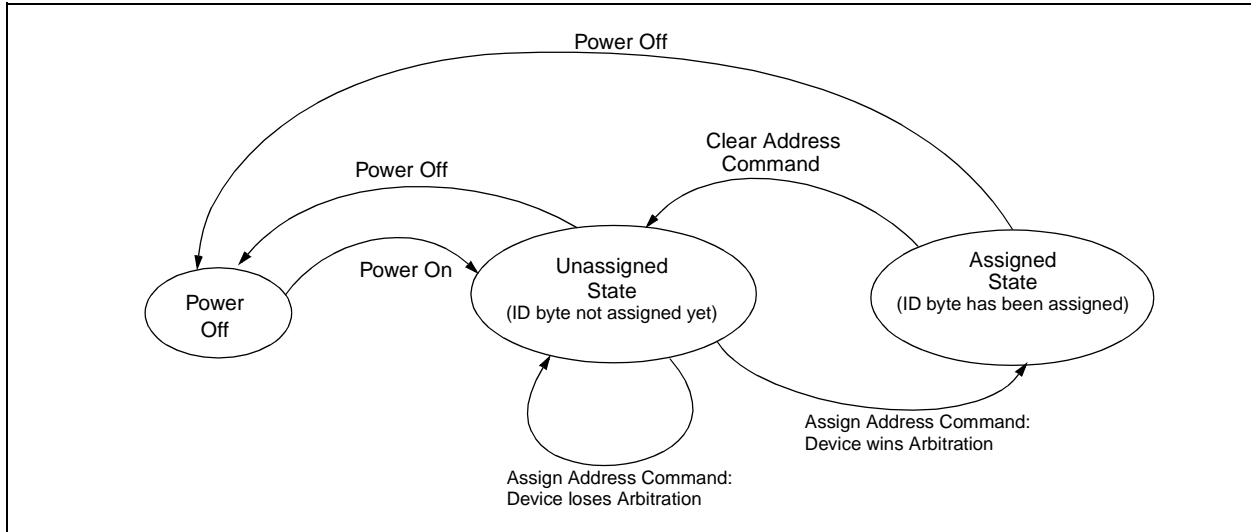 Power Off
Clear Address
Command
Power Off
Power On
Power
Off
Unassigned
State
(ID byte not assigned yet)
Assigned
State
(ID byte has been assigned)
Assign Address Command:
Device wins Arbitration
Assign Address Command:
Device loses Arbitration